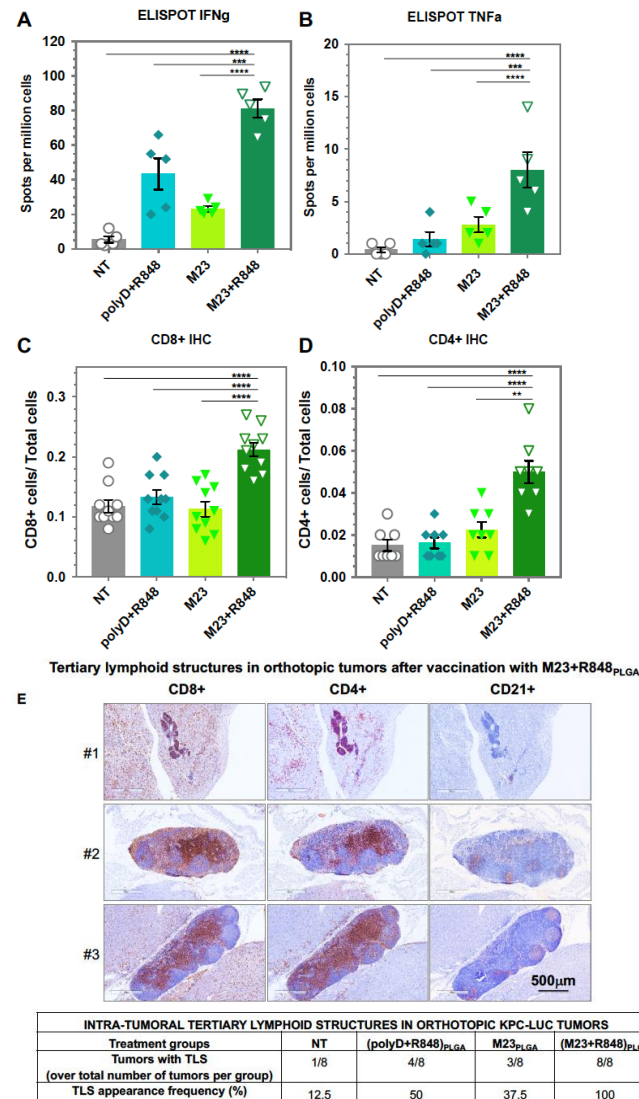 A
ELISPOT IFNg
Spots per million cells
120
100
80
60
40
20
0
****
***
****
NT
polyD+R848
M23
M23+R848
B
ELISPOT TNFa
Spots per million cells
20
15
10
5
0
****
***
****
NT
polyD+R848
M23
M23+R848
C
CD8+ IHC
CD8+ cells/ Total cells
0.3
0.2
0.1
0.0
****
****
****
NT
polyD+R848
M23
M23+R848
D
CD4+ IHC
CD4+ cells/ Total cells
0.10
0.08
0.06
0.04
0.02
0.00
****
****
**
NT
polyD+R848
M23
M23+R848
Tertiary lymphoid structures in orthotopic tumors after vaccination with M23+R848PLGA
E
CD8+ CD4+ CD21+
#1
#2
#3
500μm
INTRA-TUMORAL TERTIARY LYMPHOID STRUCTURES IN ORTHOTOPIC KPC-LUC TUMORS
Treatment groups NT (polyD+R848)PLGA M23PLGA (M23+R848)PLGA
Tumors with TLS 1/8 4/8 3/8 8/8
(over total number of tumors per group)
TLS appearance frequency (%) 12.5 50 37.5 100